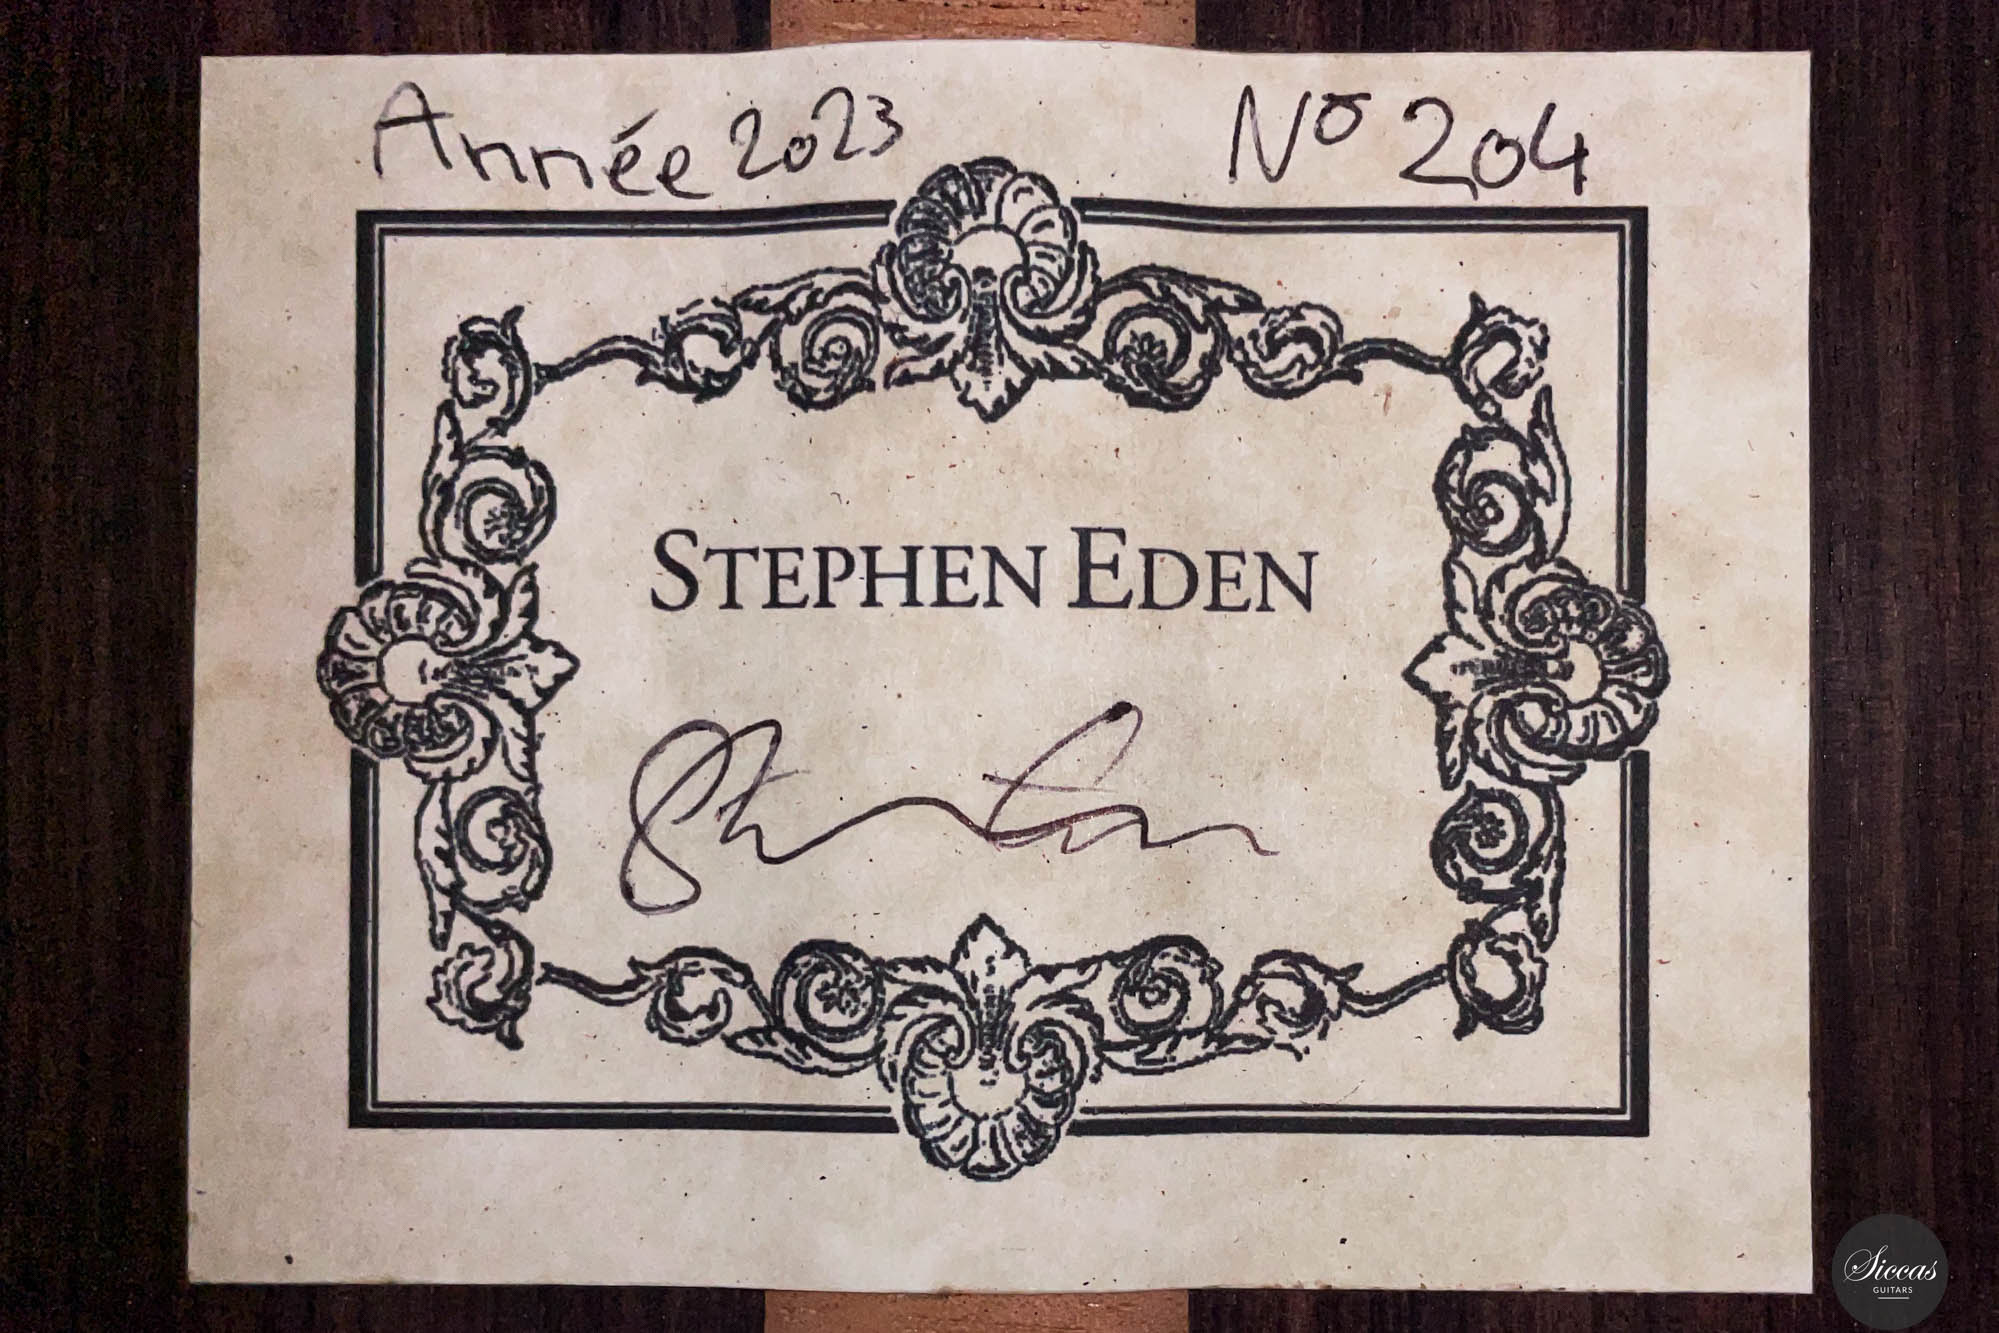 Année 2023 Nº 204
STEPHEN EDEN
Siccas
GUITARS